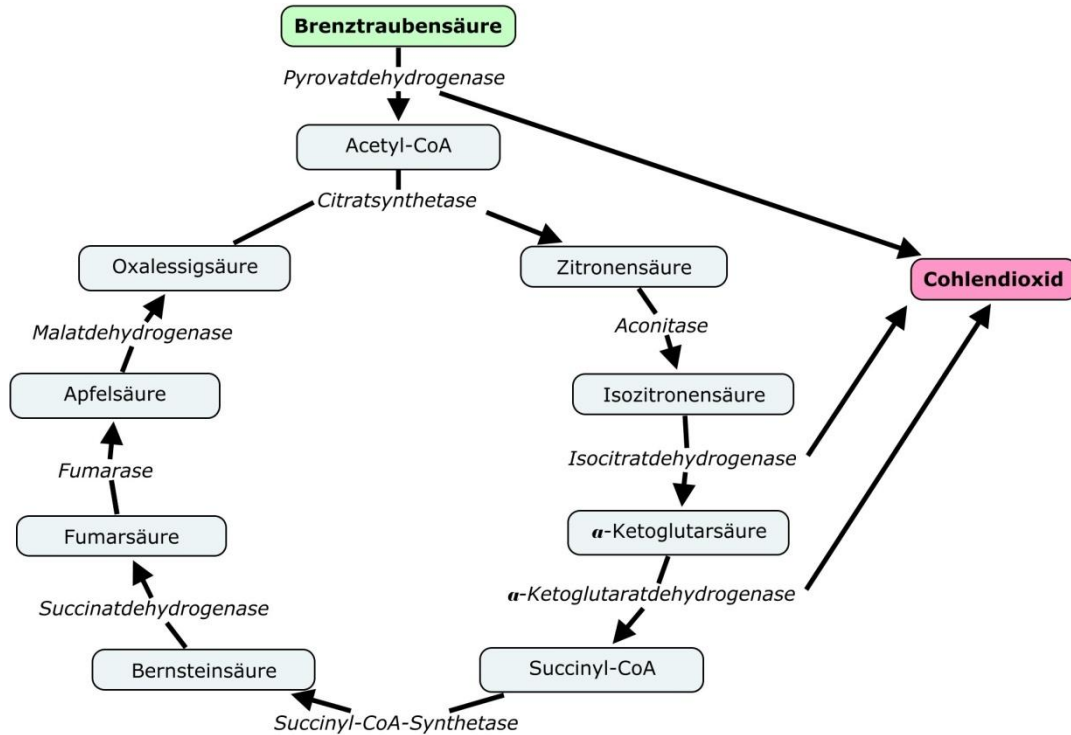 Brenztraubensäure
Pyrovatdehydrogenase
Acetyl-CoA
Citratsynthetase
Oxalessigsäure
Zitronensäure
Cohlendioxid
Malatdehydrogenase
Aconitase
Apfelsäure
Isozitronensäure
Fumarase
Isocitratdehydrogenase
Fumarsäure
α-Ketoglutarsäure
Succinatdehydrogenase
α-Ketoglutaratdehydrogenase
Bernsteinsäure
Succinyl-CoA
Succinyl-CoA-Synthetase